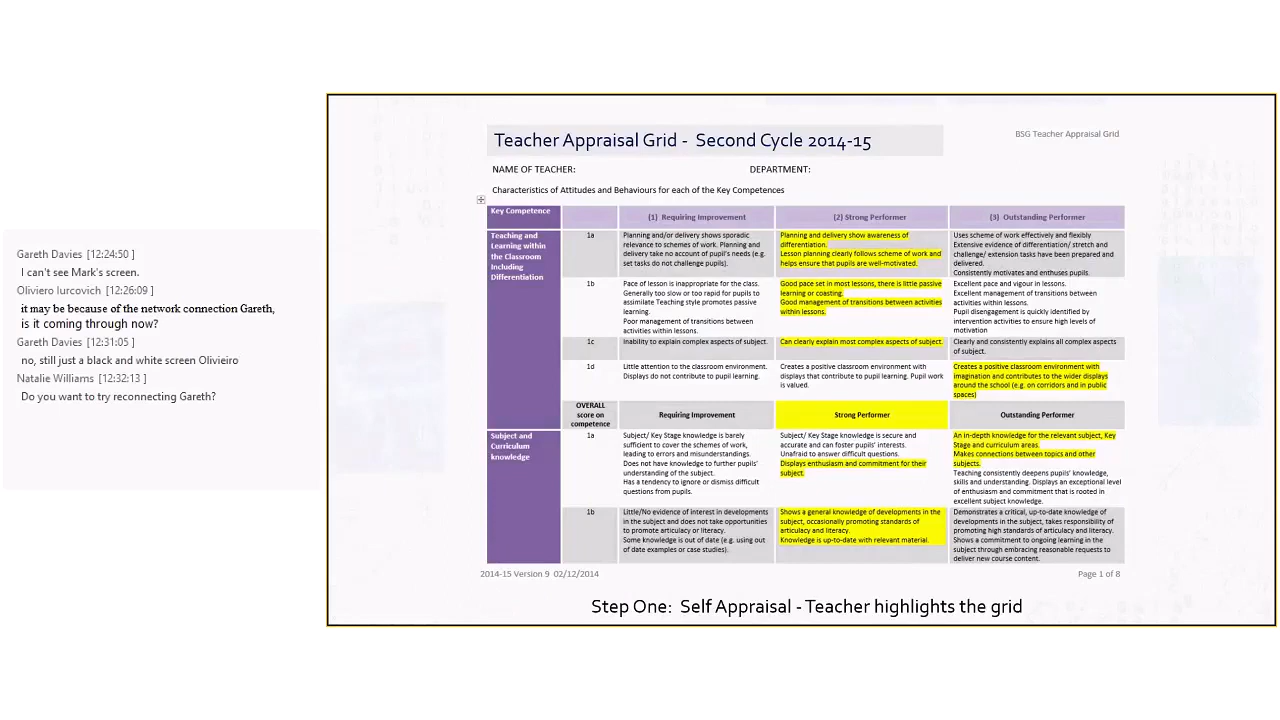 Gareth Davies [12:24:50 ]
I can't see Mark's screen.
Oliviero Iurcovich [12:26:09 ]
it may be because of the network connection Gareth,
is it coming through now?
Gareth Davies [12:31:05 ]
no, still just a black and white screen Olivieiro
Natalie Williams [12:32:13 ]
Do you want to try reconnecting Gareth?
Teacher Appraisal Grid - Second Cycle 2014-15
BSG Teacher Appraisal Grid
NAME OF TEACHER:
DEPARTMENT:
Characteristics of Attitudes and Behaviours for each of the Key Competences
Key Competence
(1) Requiring Improvement
(2) Strong Performer
(3) Outstanding Performer
Teaching and
Learning within
the Classroom
Including
Differentiation
1a
Planning and/or delivery shows sporadic
relevance to schemes of work. Planning and
delivery take no account of pupil's needs (e.g.
set tasks do not challenge pupils).
Planning and delivery show awareness of
differentiation.
Lesson planning clearly follows scheme of work and
helps ensure that pupils are well-motivated.
Uses scheme of work effectively and flexibly
Extensive evidence of differentiation/ stretch and
challenge/ extension tasks have been prepared and
delivered.
Consistently motivates and enthuses pupils.
1b
Pace of lesson is inappropriate for the class.
Generally too slow or too rapid for pupils to
assimilate Teaching style promotes passive
learning.
Poor management of transitions between
activities within lessons.
Good pace set in most lessons, there is little passive
learning or coasting.
Good management of transitions between activities
within lessons.
Excellent pace and vigour in lessons.
Excellent management of transitions between
activities within lessons.
Pupil disengagement is quickly identified by
intervention activities to ensure high levels of
motivation
1c
Inability to explain complex aspects of subject.
Can clearly explain most complex aspects of subject.
Clearly and consistently explains all complex aspects
of subject.
1d
Little attention to the classroom environment.
Displays do not contribute to pupil learning.
Creates a positive classroom environment with
displays that contribute to pupil learning. Pupil work
is valued.
Creates a positive classroom environment with
imagination and contributes to the wider displays
around the school (e.g. on corridors and in public
spaces)
OVERALL
score on
competence
Requiring Improvement
Strong Performer
Outstanding Performer
Subject and
Curriculum
knowledge
1a
Subject/ Key Stage knowledge is barely
sufficient to cover the schemes of work,
leading to errors and misunderstandings.
Does not have knowledge to further pupils'
understanding of the subject.
Has a tendency to ignore or dismiss difficult
questions from pupils.
Subject/ Key Stage knowledge is secure and
accurate and can foster pupils' interests.
Unafraid to answer difficult questions.
Displays enthusiasm and commitment for their
subject.
An in-depth knowledge for the relevant subject, Key
Stage and curriculum areas.
Makes connections between topics and other
subjects.
Teaching consistently deepens pupils' knowledge,
skills and understanding. Displays an exceptional level
of enthusiasm and commitment that is rooted in
excellent subject knowledge.
1b
Little/No evidence of interest in developments
in the subject and does not take opportunities
to promote articulacy or literacy.
Some knowledge is out of date (e.g. using out
of date examples or case studies).
Shows a general knowledge of developments in the
subject, occasionally promoting standards of
articulacy and literacy.
Knowledge is up-to-date with relevant material.
Demonstrates a critical, up-to-date knowledge of
developments in the subject, takes responsibility of
promoting high standards of articulacy and literacy.
Shows a commitment to ongoing learning in the
subject through embracing reasonable requests to
deliver new course content.
2014-15 Version 9 02/12/2014
Page 1 of 8
Step One: Self Appraisal - Teacher highlights the grid